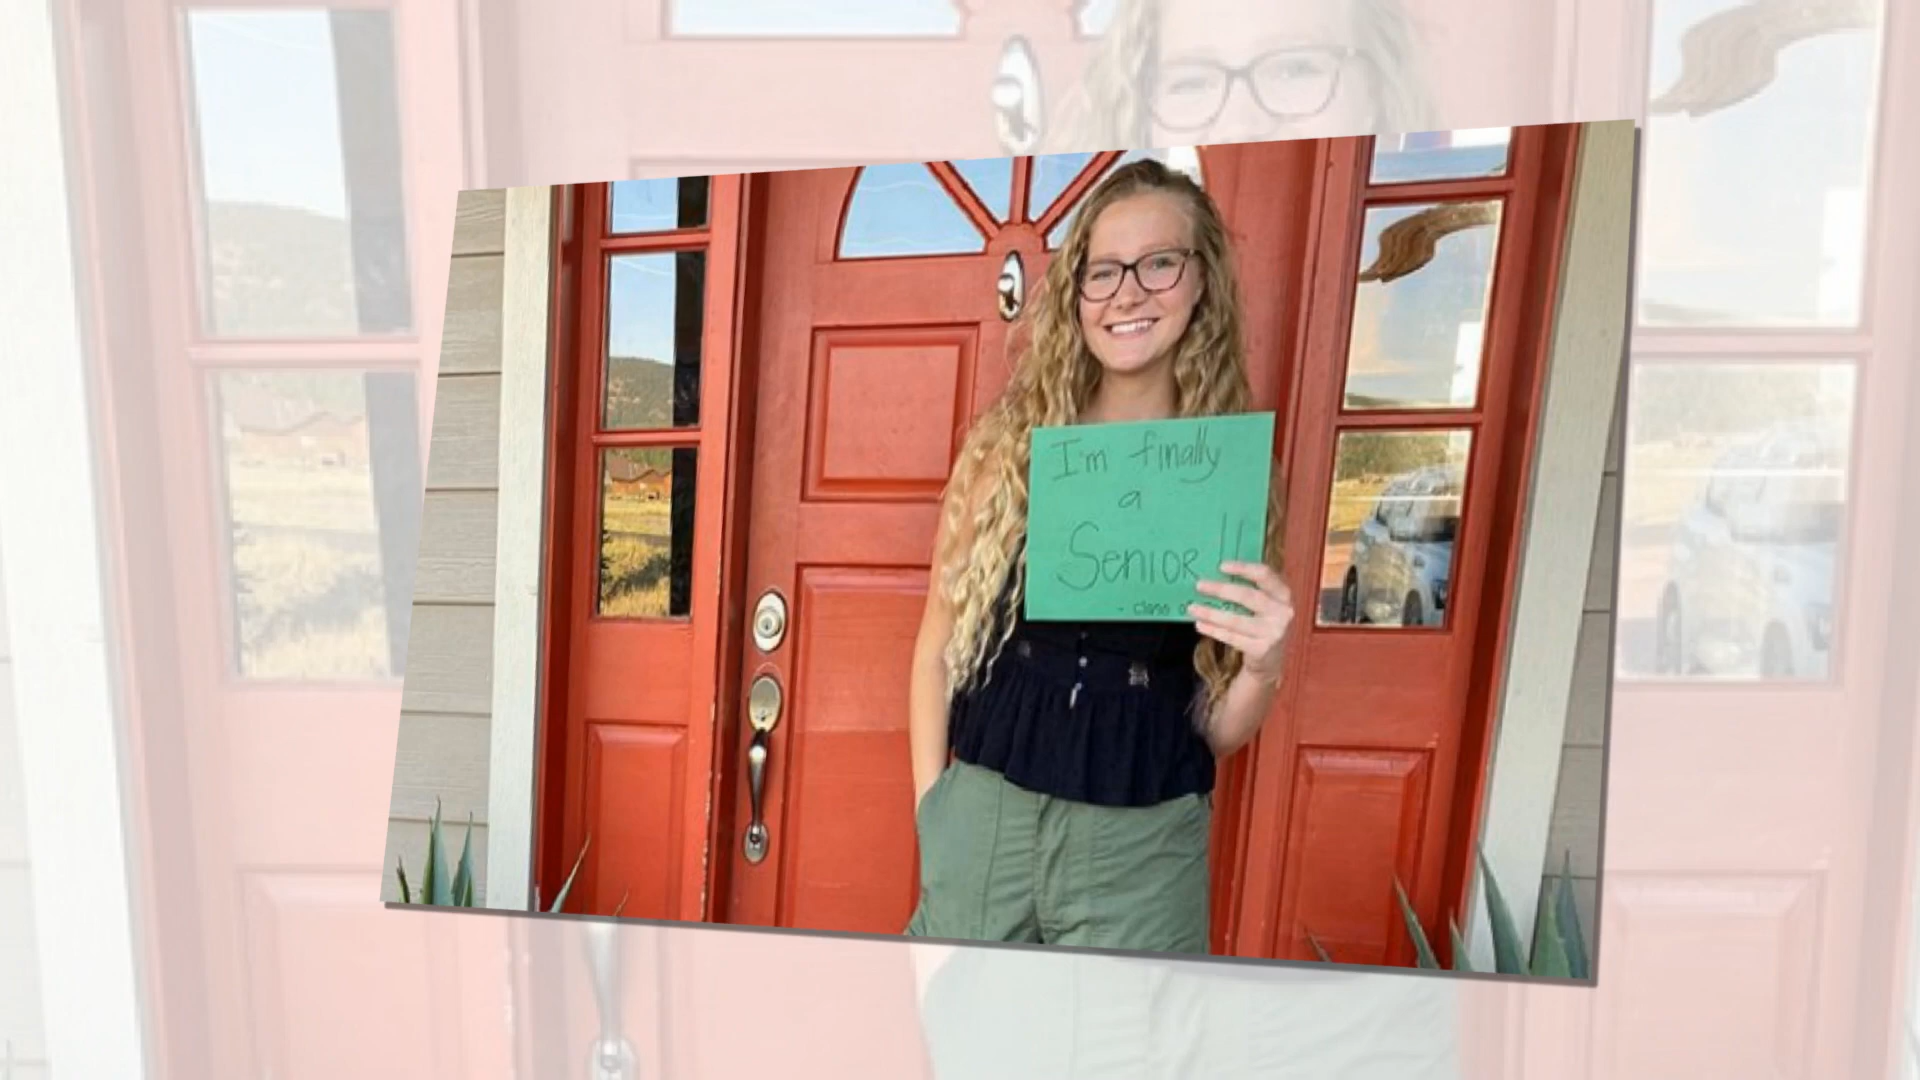 I'm finally
a
Senior!!
- class of